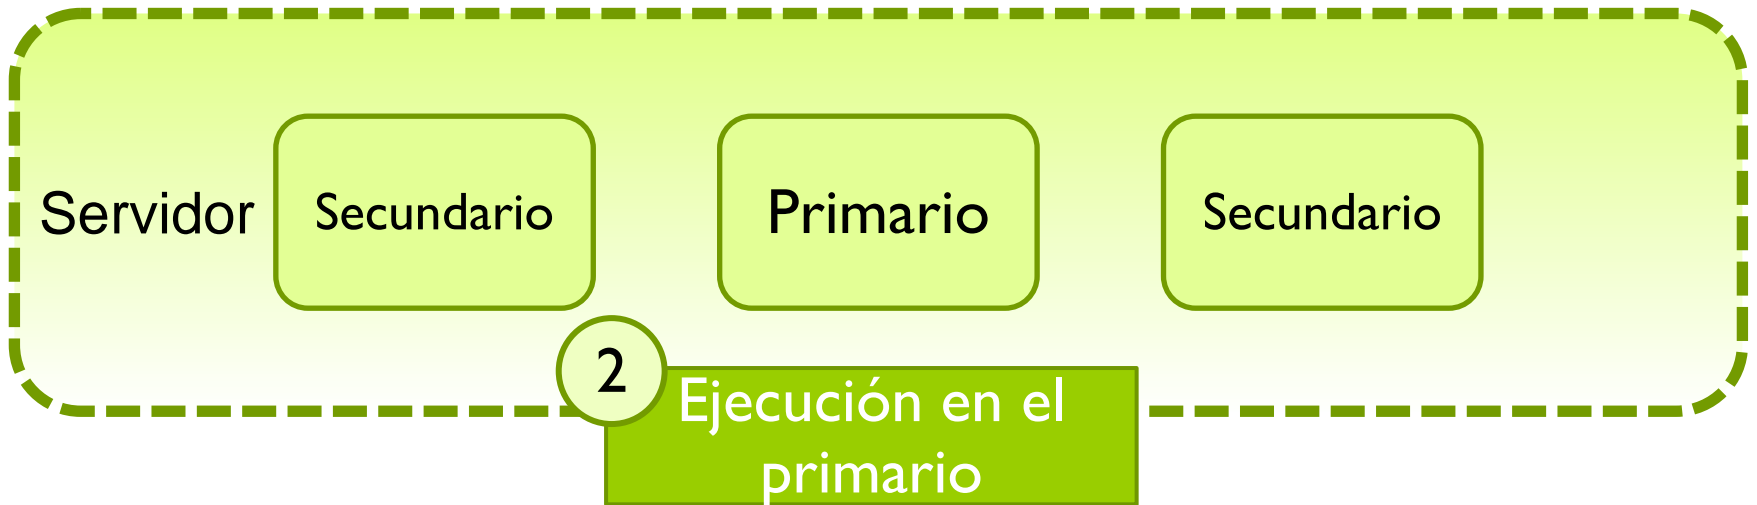 Servidor
Secundario
Primario
Secundario
2
Ejecución en el
primario